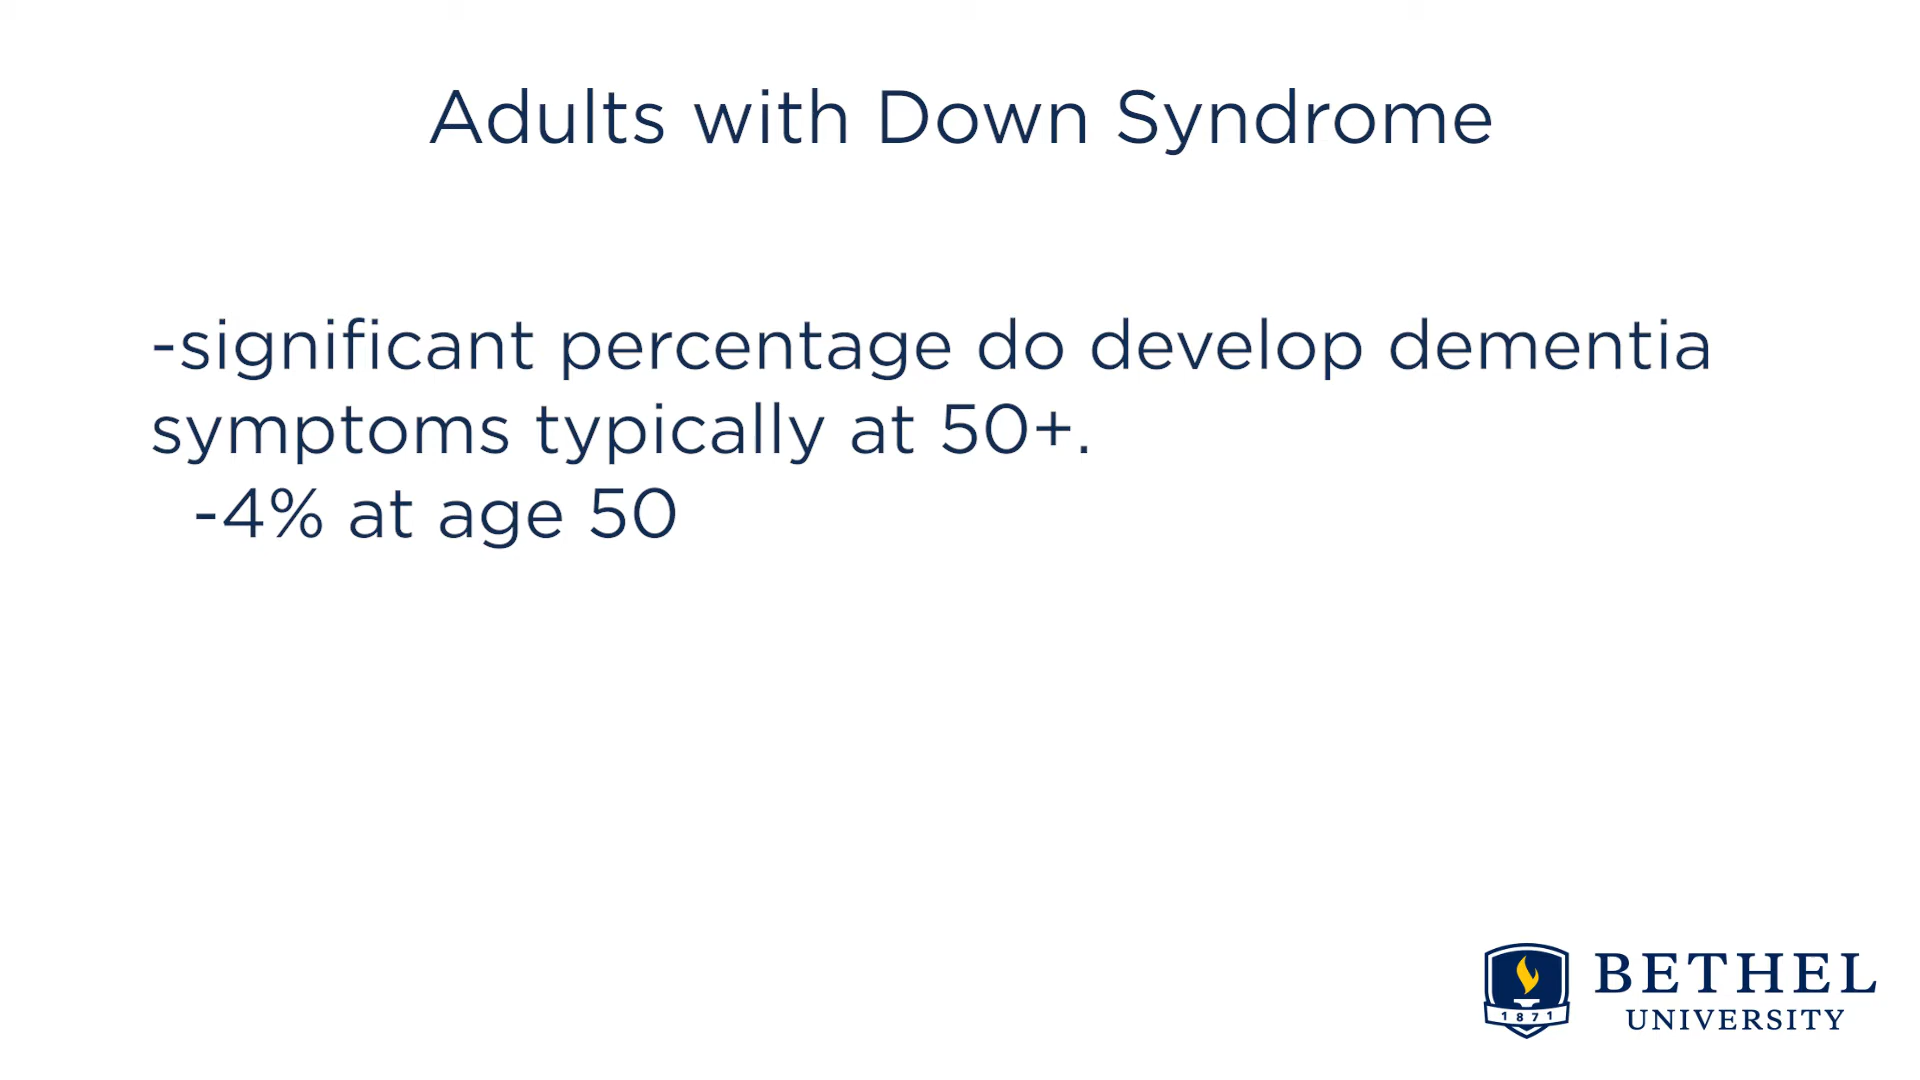 Adults with Down Syndrome
-significant percentage do develop dementia
symptoms typically at 50+.
-4% at age 50
1871
BETHEL
UNIVERSITY